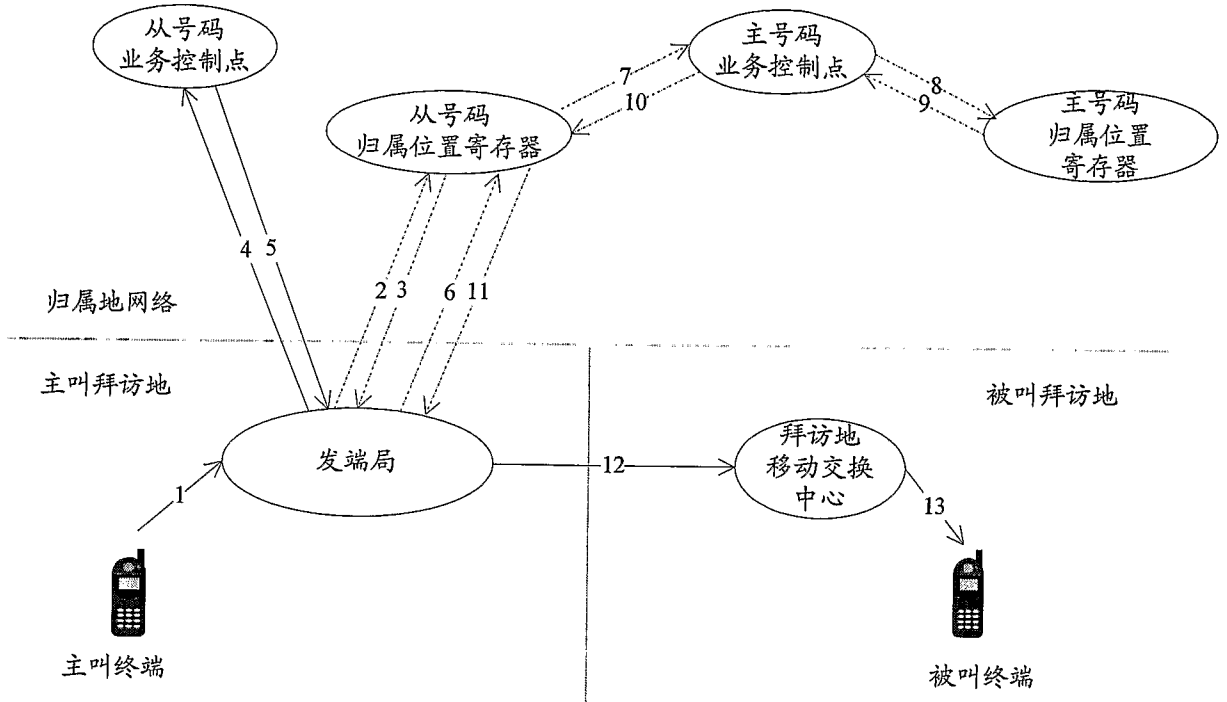 从号码
业务控制点
主号码
业务控制点
7
10
8
9
从号码
归属位置寄存器
主号码
归属位置
寄存器
4
5
2
3
6
11
归属地网络
主叫拜访地
被叫拜访地
发端局
12
拜访地
移动交换
中心
1
13
主叫终端
被叫终端